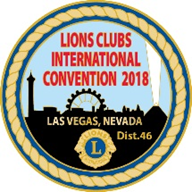 LIONS CLUBS
INTERNATIONAL
CONVENTION 2018
LAS VEGAS, NEVADA
Dist.46
LIONS
L